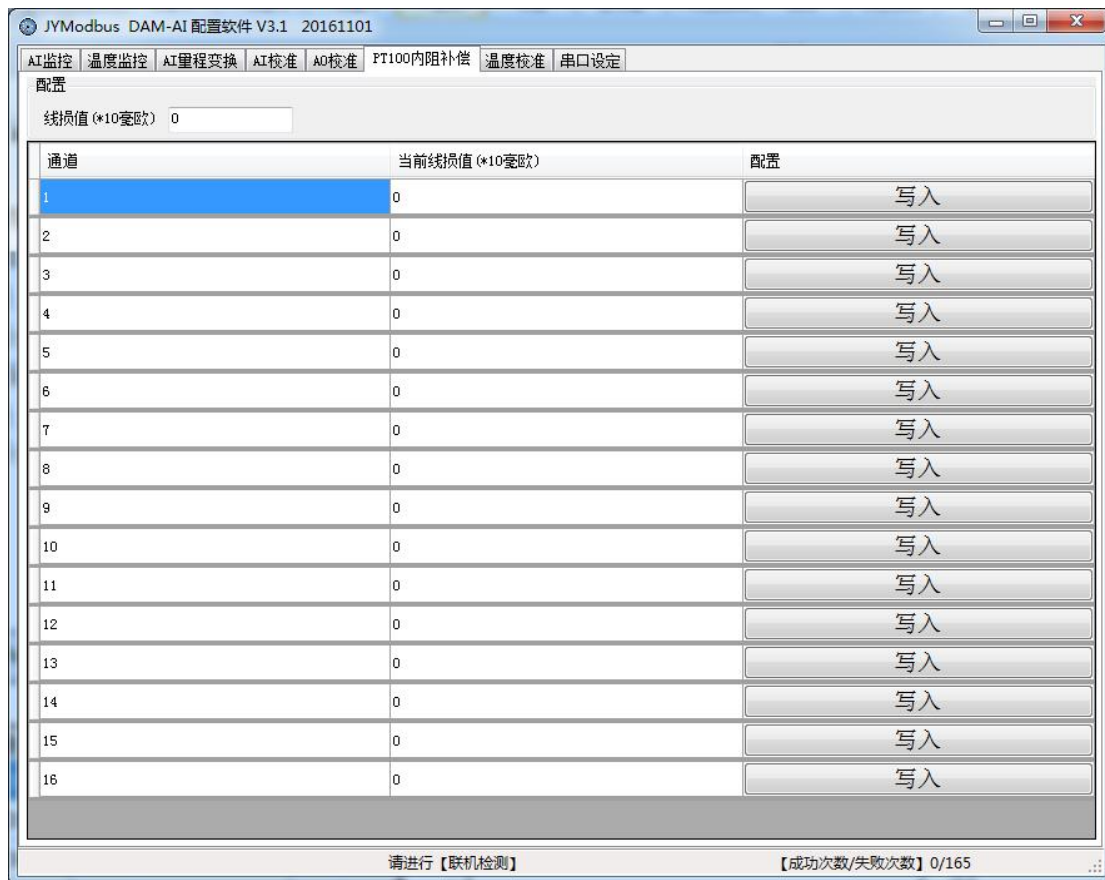 JYModbus DAM-AI 配置软件 V3.1 20161101
AI监控 温度监控 AI量程变换 AI校准 AO校准 PT100内阻补偿 温度校准 串口设定
配置
线损值(*10毫欧) 0
通道 当前线损值(*10毫欧) 配置
1 0 写入
2 0 写入
3 0 写入
4 0 写入
5 0 写入
6 0 写入
7 0 写入
8 0 写入
9 0 写入
10 0 写入
11 0 写入
12 0 写入
13 0 写入
14 0 写入
15 0 写入
16 0 写入
请进行【联机检测】 【成功次数/失败次数】0/165